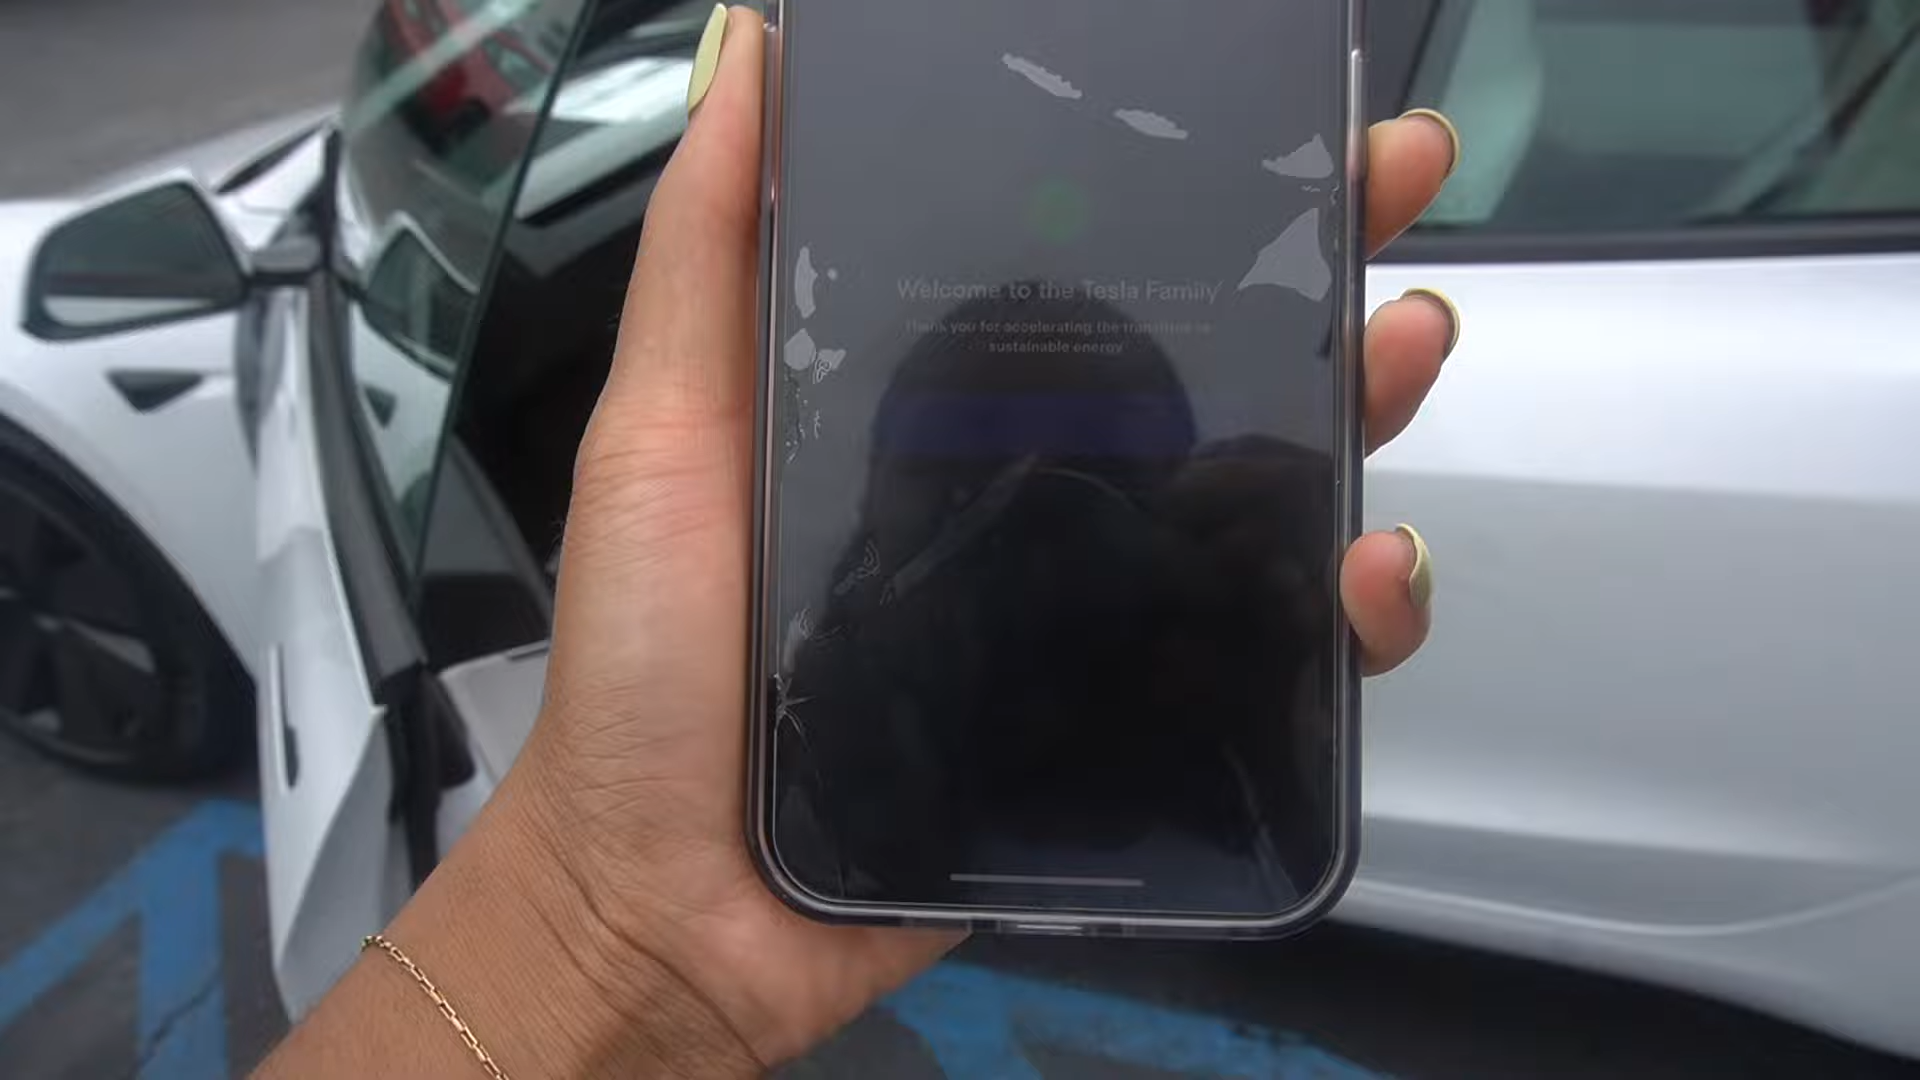 Welcome to the Tesla Family
Thank you for accelerating the transition to
sustainable energy